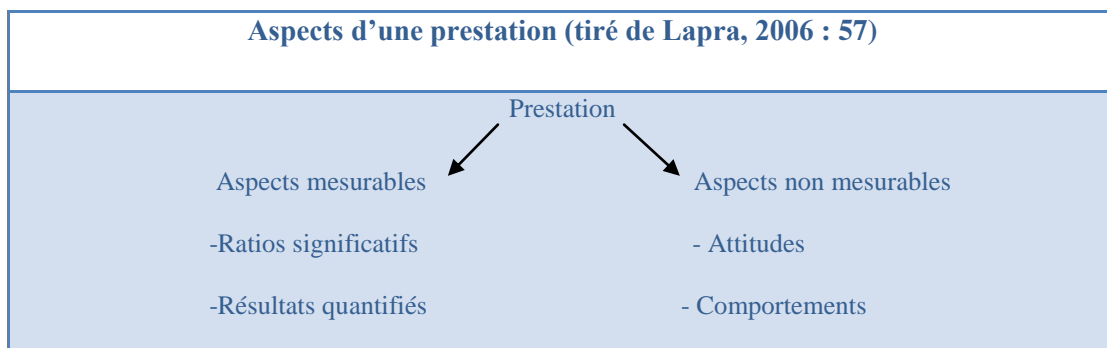 Aspects d’une prestation (tiré de Lapra, 2006 : 57)
Prestation
Aspects mesurables Aspects non mesurables
-Ratios significatifs - Attitudes
-Résultats quantifiés - Comportements